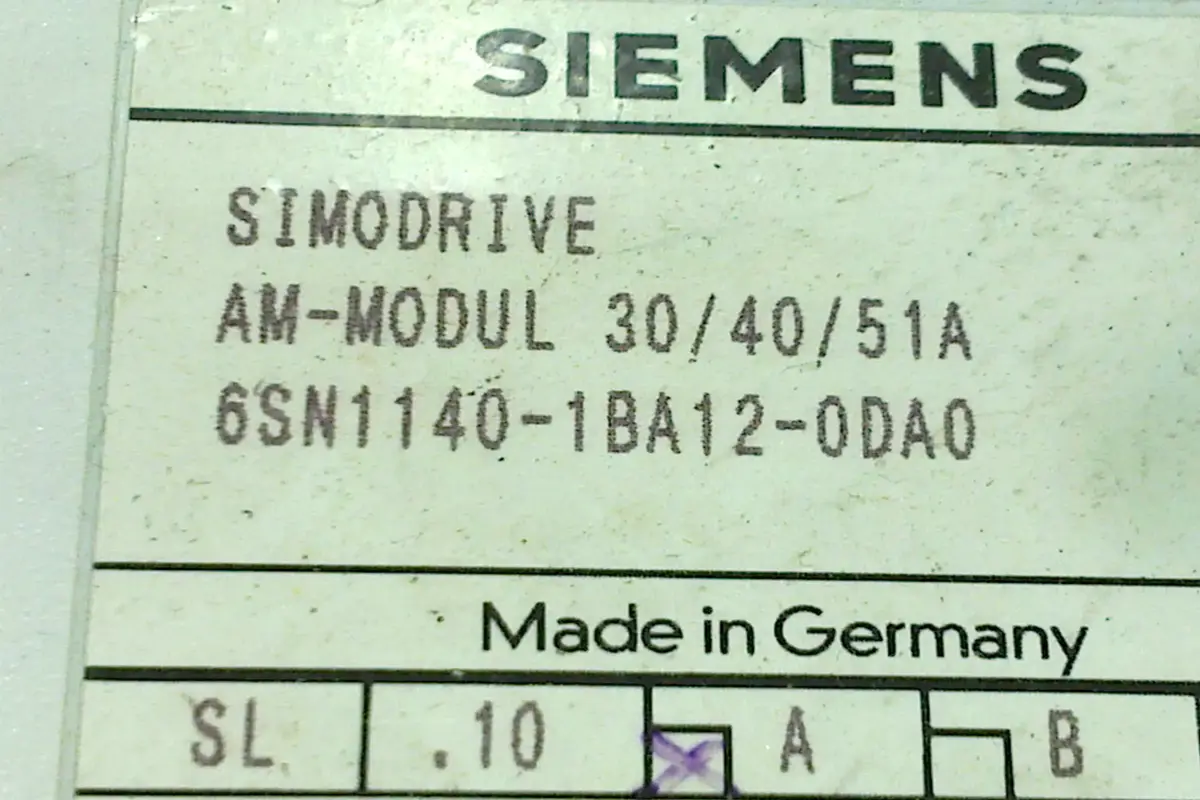 SIEMENS
SIMODRIVE
AM-MODUL 30/40/51A
6SN1140-1BA12-0DA0
Made in Germany
SL .10 A B